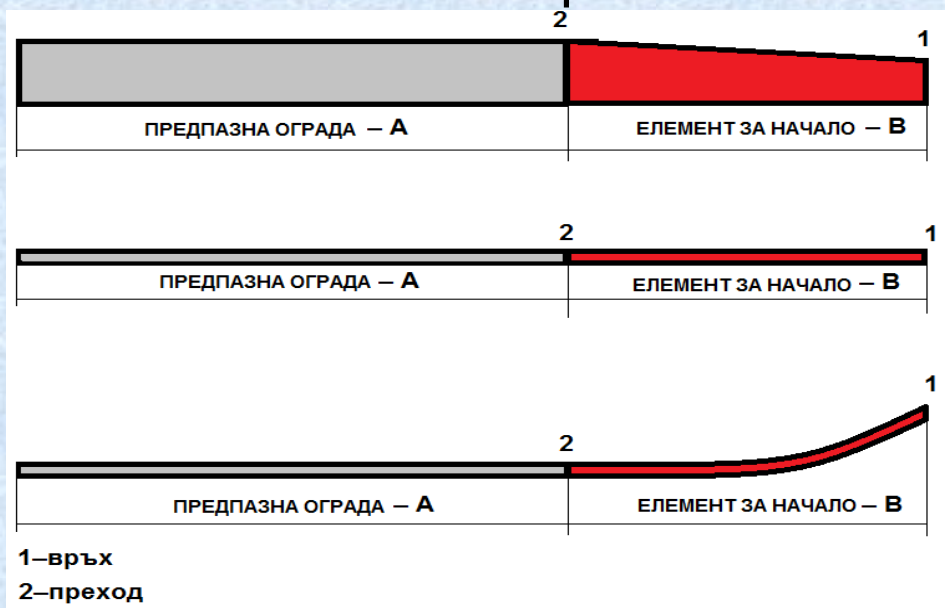 2
1
ПРЕДПАЗНА ОГРАДА – А
ЕЛЕМЕНТ ЗА НАЧАЛО – В
2
1
ПРЕДПАЗНА ОГРАДА – А
ЕЛЕМЕНТ ЗА НАЧАЛО – В
1
2
ПРЕДПАЗНА ОГРАДА – А
ЕЛЕМЕНТ ЗА НАЧАЛО – В
1–връх
2–преход